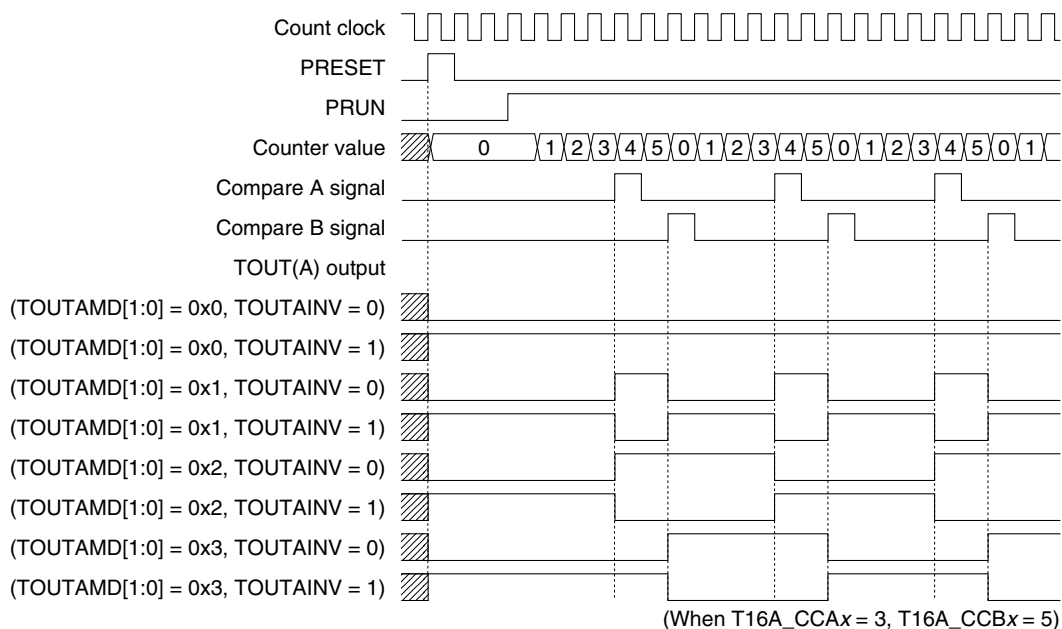 Count clock
PRESET
PRUN
Counter value 0 1 2 3 4 5 0 1 2 3 4 5 0 1 2 3 4 5 0 1
Compare A signal
Compare B signal
TOUT(A) output
(TOUTAMD[1:0] = 0x0, TOUTAINV = 0)
(TOUTAMD[1:0] = 0x0, TOUTAINV = 1)
(TOUTAMD[1:0] = 0x1, TOUTAINV = 0)
(TOUTAMD[1:0] = 0x1, TOUTAINV = 1)
(TOUTAMD[1:0] = 0x2, TOUTAINV = 0)
(TOUTAMD[1:0] = 0x2, TOUTAINV = 1)
(TOUTAMD[1:0] = 0x3, TOUTAINV = 0)
(TOUTAMD[1:0] = 0x3, TOUTAINV = 1)
(When T16A_CCAx = 3, T16A_CCBx = 5)